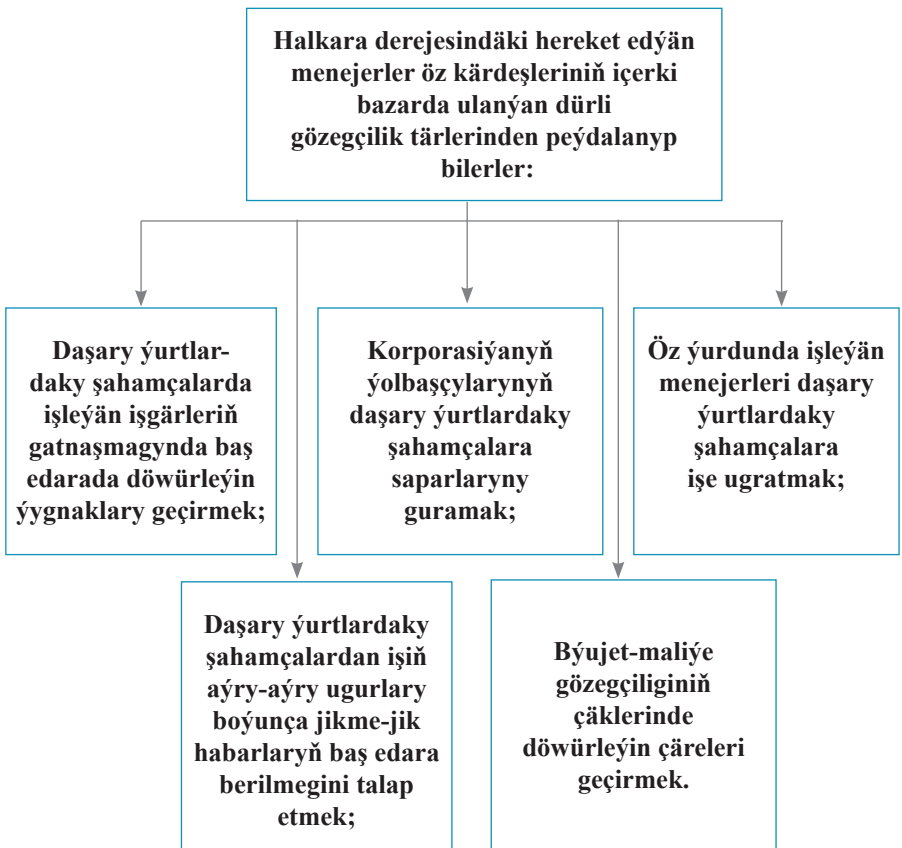 Halkara derejesindäki hereket edýän
menejerler öz kärdeşleriniň içerki
bazarda ulanýan dürli
gözegçilik tärlerinden peýdalanyp
bilerler:
Daşary ýurtlar-
daky şahamçalarda
işleýän işgärleriň
gatnaşmagynda baş
edarada döwürleýin
ýygnaklary geçirmek;
Korporasiýanyň
ýolbaşçylarynyň
daşary ýurtlardaky
şahamçalara
saparlaryny
guramak;
Öz ýurdunda işleýän
menejerleri daşary
ýurtlardaky
şahamçalara
işe ugratmak;
Daşary ýurtlardaky
şahamçalardan işiň
aýry-aýry ugurlary
boýunça jikme-jik
habarlaryň baş edara
berilmegini talap
etmek;
Býujet-maliýe
gözegçiliginiň
çäklerinde
döwürleýin çäreleri
geçirmek.